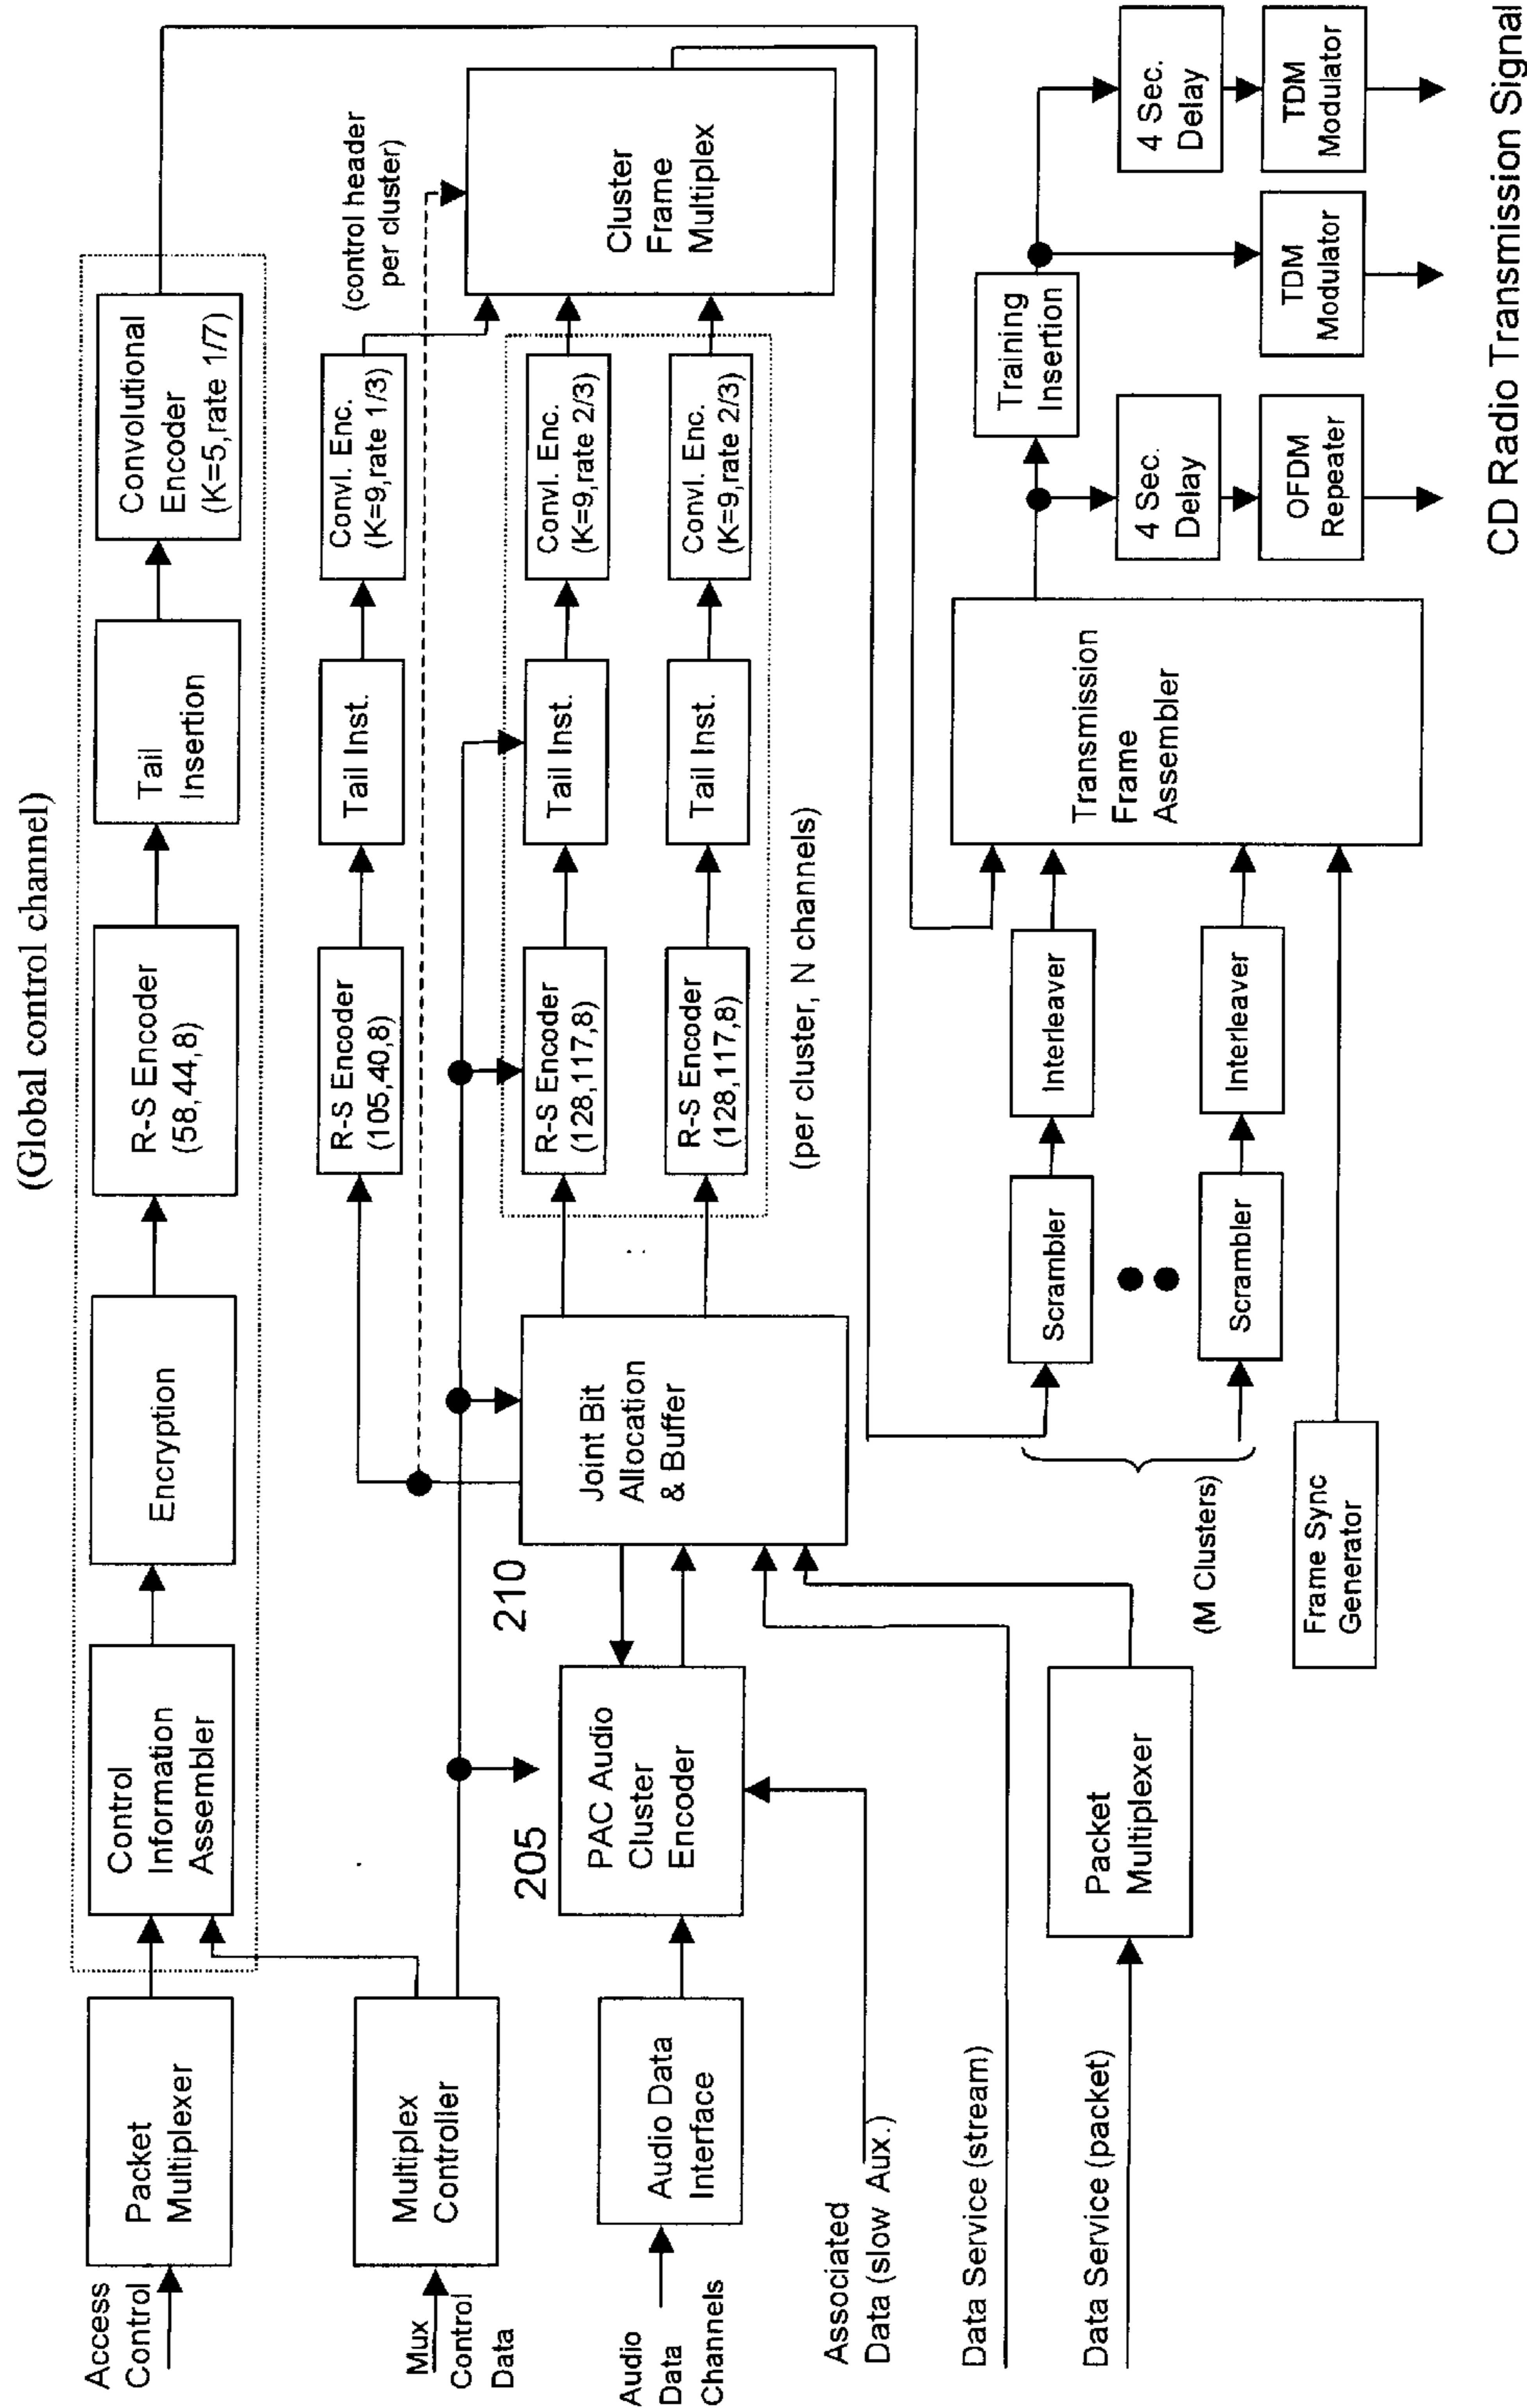 (Global control channel)
Access
Control
Packet
Multiplexer
Control
Information
Assembler
Encryption
R-S Encoder
(58,44,8)
Tail
Insertion
Convolutional
Encoder
(K=5,rate 1/7)
Mux
Control
Data
Multiplex
Controller
R-S Encoder
(105,40,8)
Tail Inst.
Convl. Enc.
(K=9,rate 1/3)
(control header
per cluster)
Audio
Data
Channels
Audio Data
Interface
205
PAC Audio
Cluster
Encoder
210
Joint Bit
Allocation
& Buffer
R-S Encoder
(128,117,8)
Tail Inst.
Convl. Enc.
(K=9,rate 2/3)
R-S Encoder
(128,117,8)
Tail Inst.
Convl. Enc.
(K=9,rate 2/3)
Cluster
Frame
Multiplex
(per cluster, N channels)
Associated
Data (slow Aux.)
Data Service (stream)
Data Service (packet)
Packet
Multiplexer
(M Clusters)
Frame Sync
Generator
Scrambler
Interleaver
Scrambler
Interleaver
Transmission
Frame
Assembler
Training
Insertion
4 Sec.
Delay
OFDM
Repeater
TDM
Modulator
4 Sec.
Delay
TDM
Modulator
CD Radio Transmission Signal